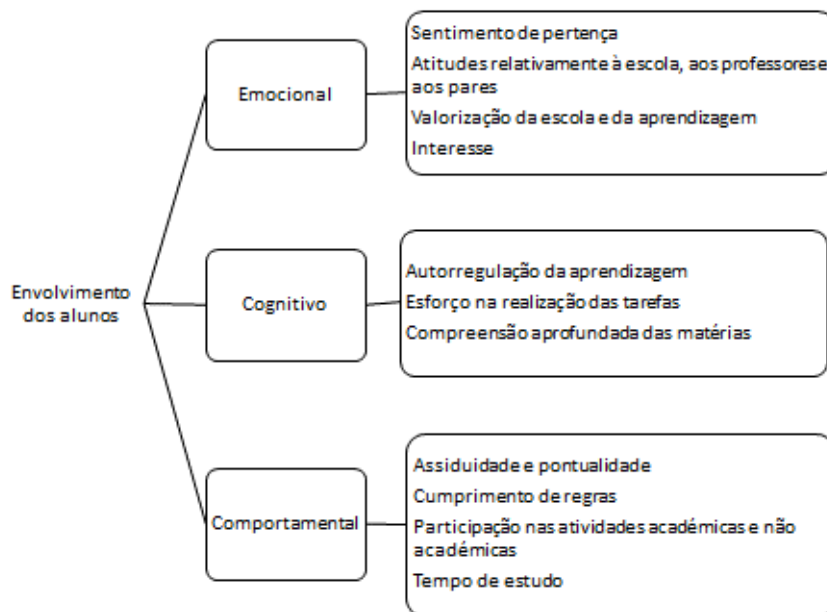 Envolvimento
dos alunos
Emocional
Sentimento de pertença
Atitudes relativamente à escola, aos professorese
aos pares
Valorização da escola e da aprendizagem
Interesse
Cognitivo
Autorregulação da aprendizagem
Esforço na realização das tarefas
Compreensão aprofundada das matérias
Comportamental
Assiduidade e pontualidade
Cumprimento de regras
Participação nas atividades académicas e não
académicas
Tempo de estudo